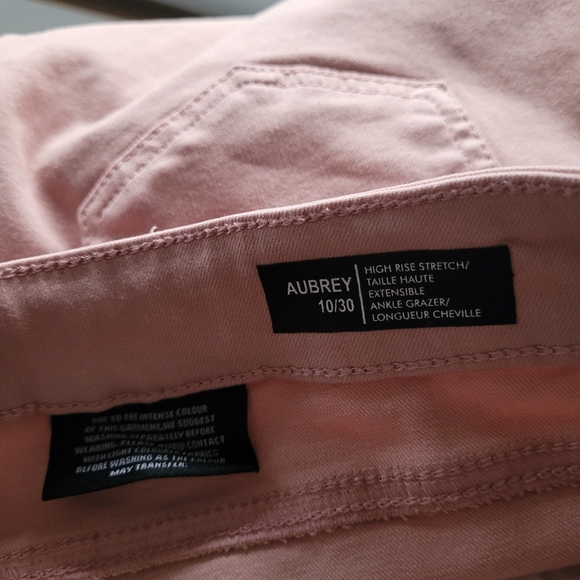 AUBREY
10/30
HIGH RISE STRETCH/
TAILLE HAUTE
EXTENSIBLE
ANKLE GRAZER/
LONGUEUR CHEVILLE
DUE TO THE INTENSE COLOUR
OF THIS GARMENT, WE SUGGEST
WASHING SEPARATELY BEFORE
WEARING. PLEASE AVOID CONTACT
WITH LIGHT COLOURED FABRICS
BEFORE WASHING AS THE COLOUR
MAY TRANSFER.